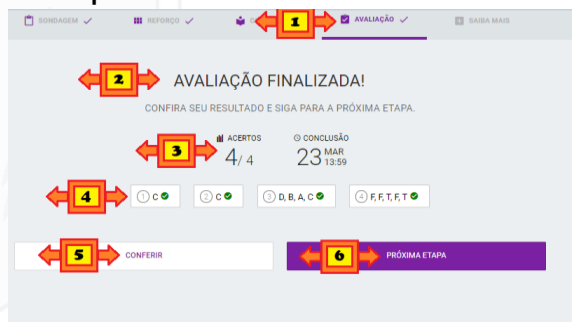 SONDAGEM REFORÇO 1 AVALIAÇÃO SAIBA MAIS
2 AVALIAÇÃO FINALIZADA!
CONFIRA SEU RESULTADO E SIGA PARA A PRÓXIMA ETAPA.
ACERTOS CONCLUSÃO
3 4/ 4 23 MAR 13:59
4 1 C 2 C 3 D, B, A, C 4 F, F, T, F, T
5 CONFERIR 6 PRÓXIMA ETAPA